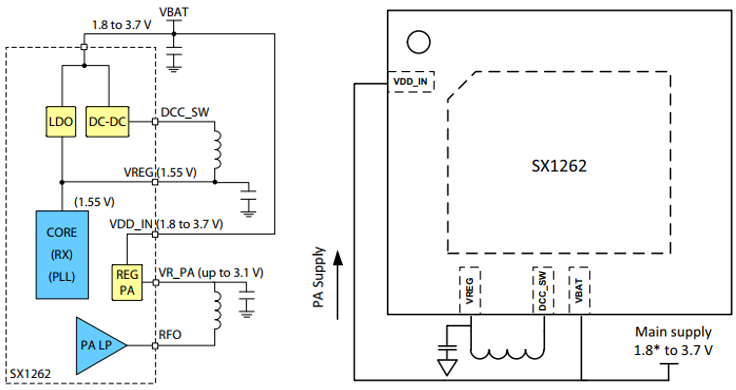 VBAT
1.8 to 3.7 V
LDO
DC-DC
DCC_SW
VREG (1.55 V)
(1.55 V)
CORE
(RX)
(PLL)
VDD_IN (1.8 to 3.7 V)
REG
PA
VR_PA (up to 3.1 V)
PA LP
RFO
SX1262
VDD_IN
SX1262
PA Supply
VREG
DCC_SW
VBAT
Main supply
1.8* to 3.7 V